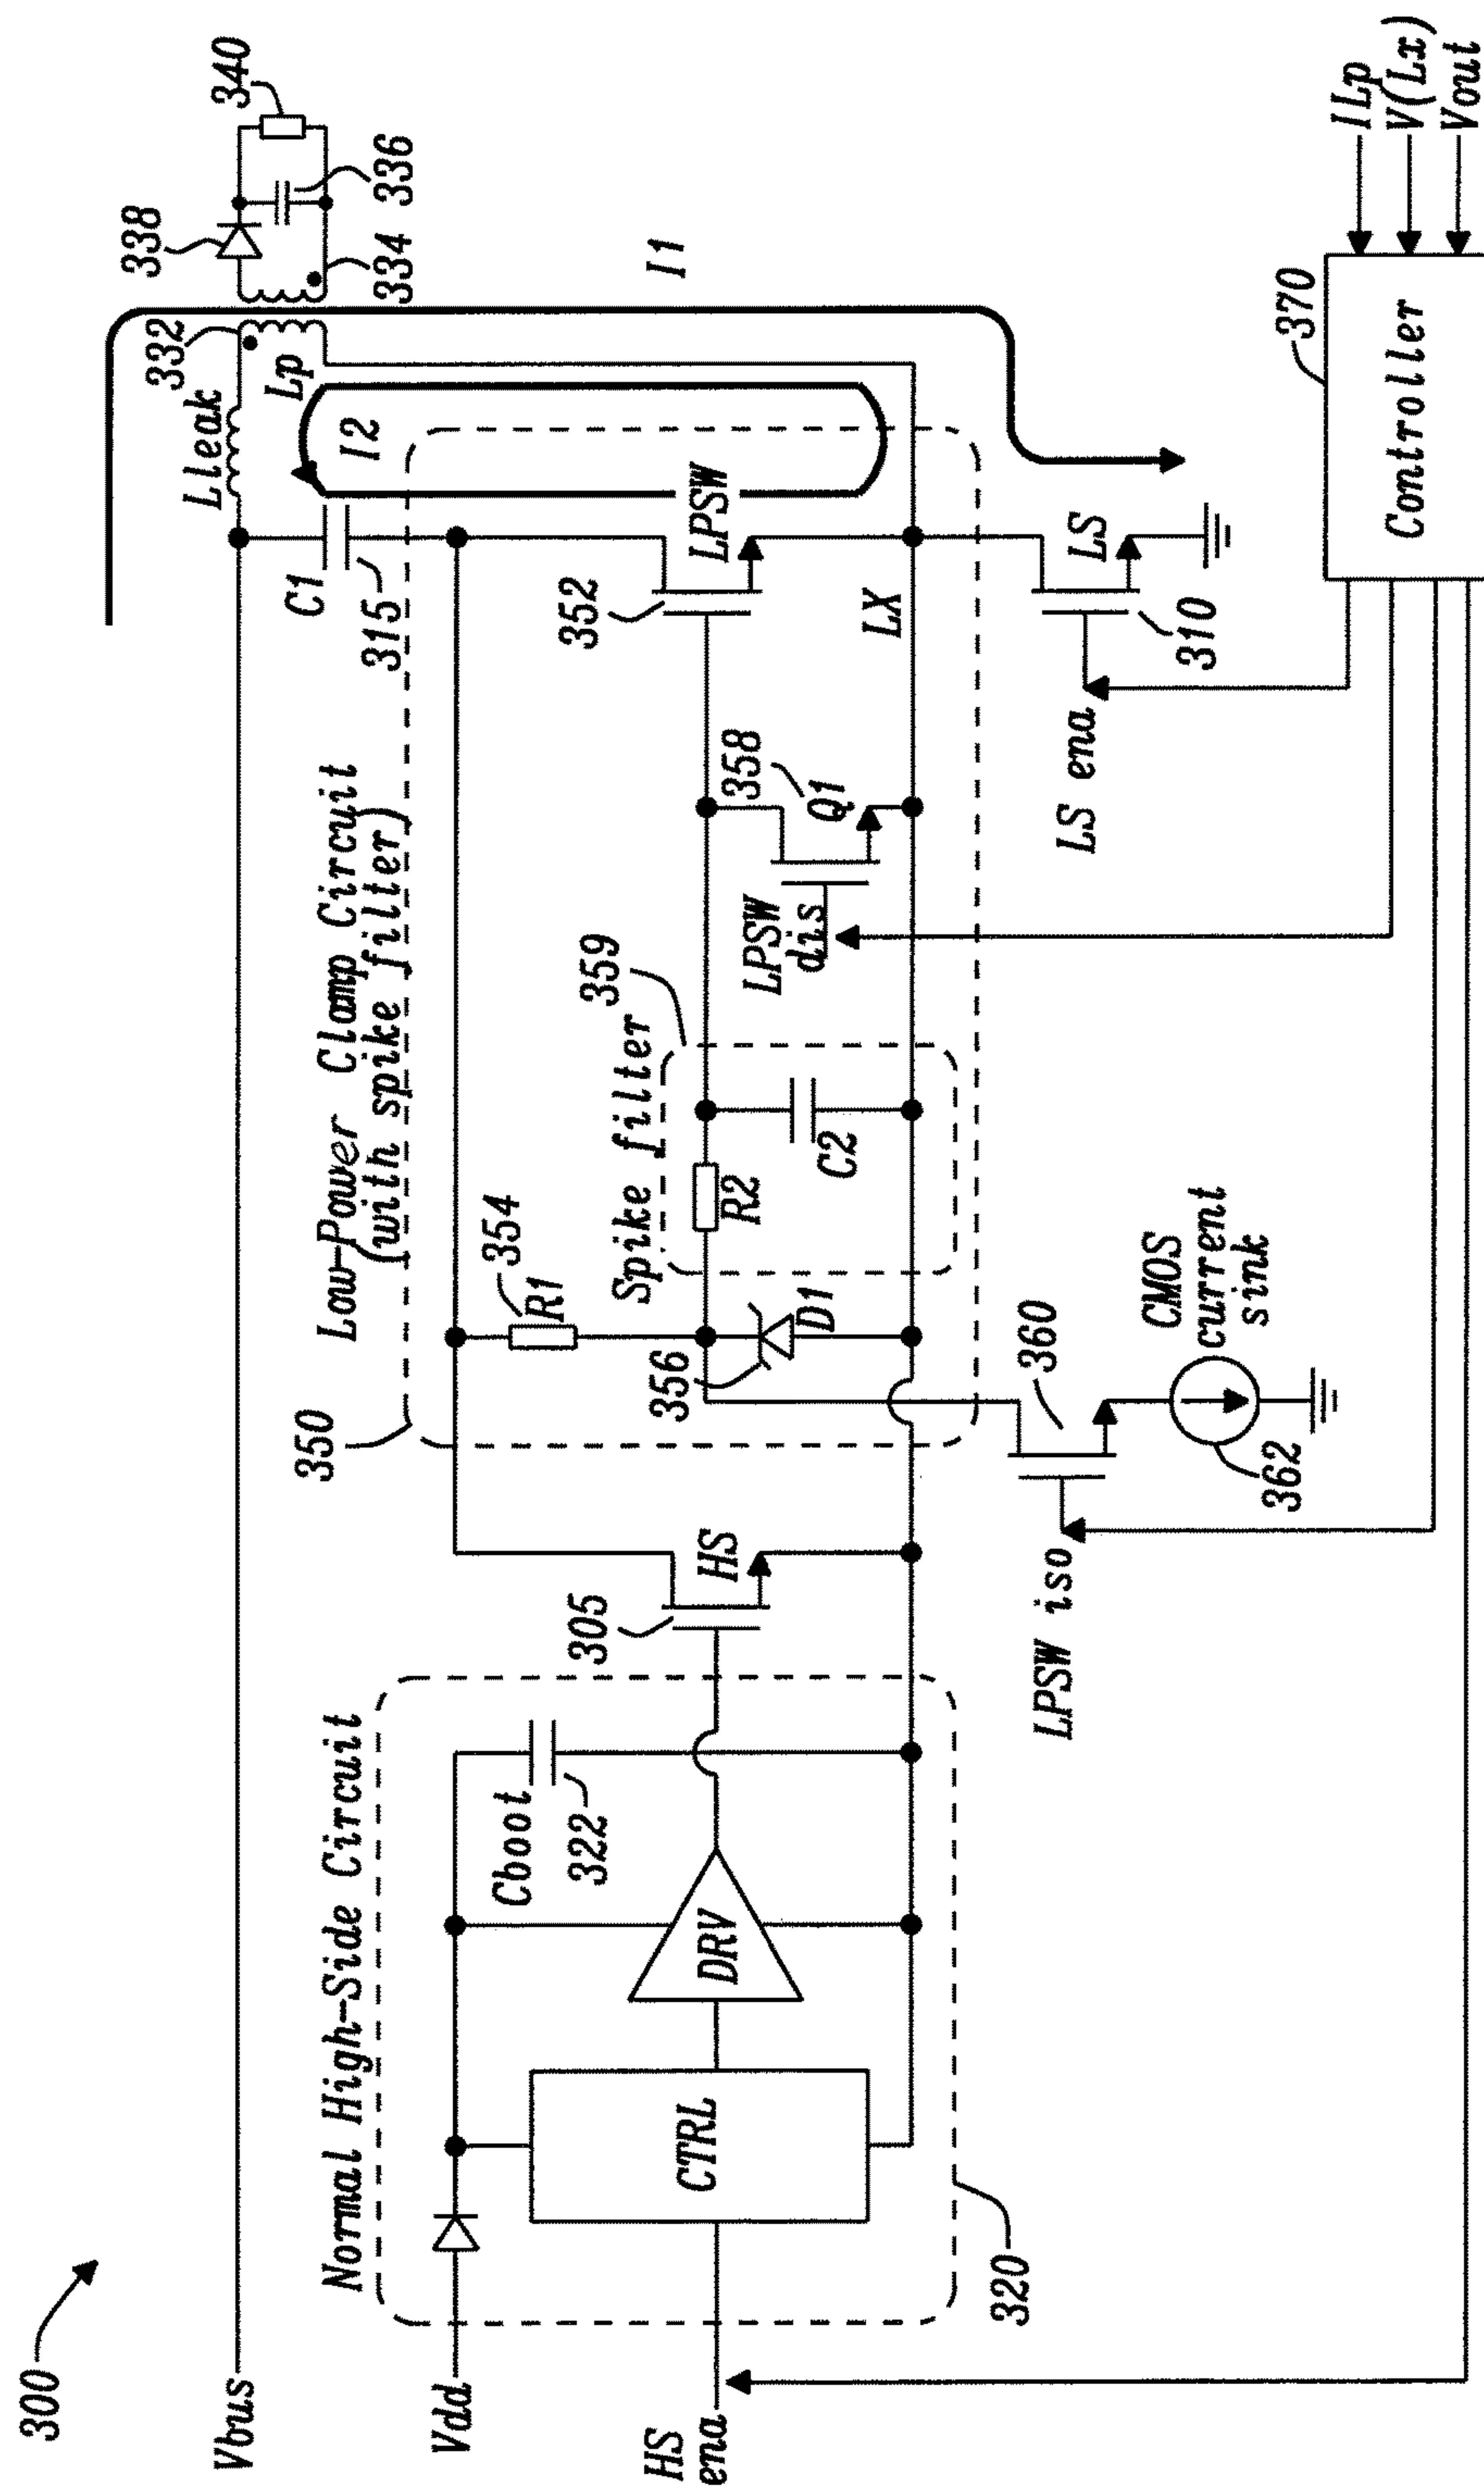 300
Vbus
Vdd
HS
ena
Normal High-Side Circuit
CTRL
DRV
Cboot
322
320
305
HS
350
Low-Power Clamp Circuit
(with spike filter)
354
R1
356
D1
Spike filter
359
R2
C2
LPSW
dis
358
Q1
352
LPSW
LX
C1
315
I2
Lleak
Lp
332
334
336
338
340
I1
LPSW iso
360
362
CMOS
current
sink
LS ena
LS
310
370
Controller
ILp
V(Lx)
Vout